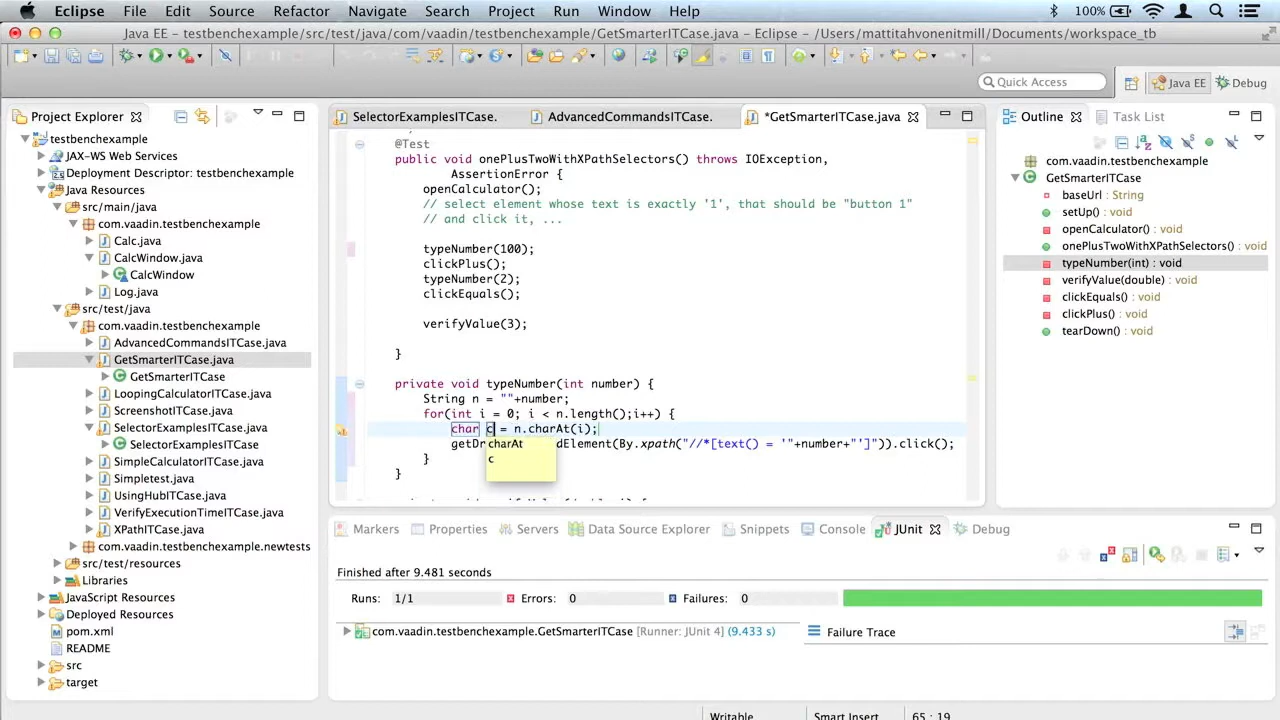 Eclipse File Edit Source Refactor Navigate Search Project Run Window Help 100%
Java EE - testbenchexample/src/test/java/com/vaadin/testbenchexample/GetSmarterITCase.java - Eclipse - /Users/mattitahvonenitmill/Documents/workspace_tb
Quick Access Java EE Debug
Project Explorer
testbenchexample
JAX-WS Web Services
Deployment Descriptor: testbenchexample
Java Resources
src/main/java
com.vaadin.testbenchexample
Calc.java
CalcWindow.java
CalcWindow
Log.java
src/test/java
com.vaadin.testbenchexample
AdvancedCommandsITCase.java
GetSmarterITCase.java
GetSmarterITCase
LoopingCalculatorITCase.java
ScreenshotITCase.java
SelectorExamplesITCase.java
SelectorExamplesITCase
SimpleCalculatorITCase.java
Simpletest.java
UsingHubITCase.java
VerifyExecutionTimeITCase.java
XPathITCase.java
com.vaadin.testbenchexample.newtests
src/test/resources
Libraries
JavaScript Resources
Deployed Resources
pom.xml
README
src
target
SelectorExamplesITCase. AdvancedCommandsITCase. *GetSmarterITCase.java
@Test
public void onePlusTwoWithXPathSelectors() throws IOException,
AssertionError {
openCalculator();
// select element whose text is exactly '1', that should be "button 1"
// and click it, ...
typeNumber(100);
clickPlus();
typeNumber(2);
clickEquals();
verifyValue(3);
}
private void typeNumber(int number) {
String n = ""+number;
for(int i = 0; i < n.length();i++) {
char c = n.charAt(i);
getDr charAt dElement(By.xpath("//*[text() = '"+number+"']")).click();
c
}
}
Outline Task List
com.vaadin.testbenchexample
GetSmarterITCase
baseUrl : String
setUp() : void
openCalculator() : void
onePlusTwoWithXPathSelectors() : void
typeNumber(int) : void
verifyValue(double) : void
clickEquals() : void
clickPlus() : void
tearDown() : void
Markers Properties Servers Data Source Explorer Snippets Console JUnit Debug
Finished after 9.481 seconds
Runs: 1/1 Errors: 0 Failures: 0
com.vaadin.testbenchexample.GetSmarterITCase [Runner: JUnit 4] (9.433 s)
Failure Trace
Writable Smart Insert 65 : 19